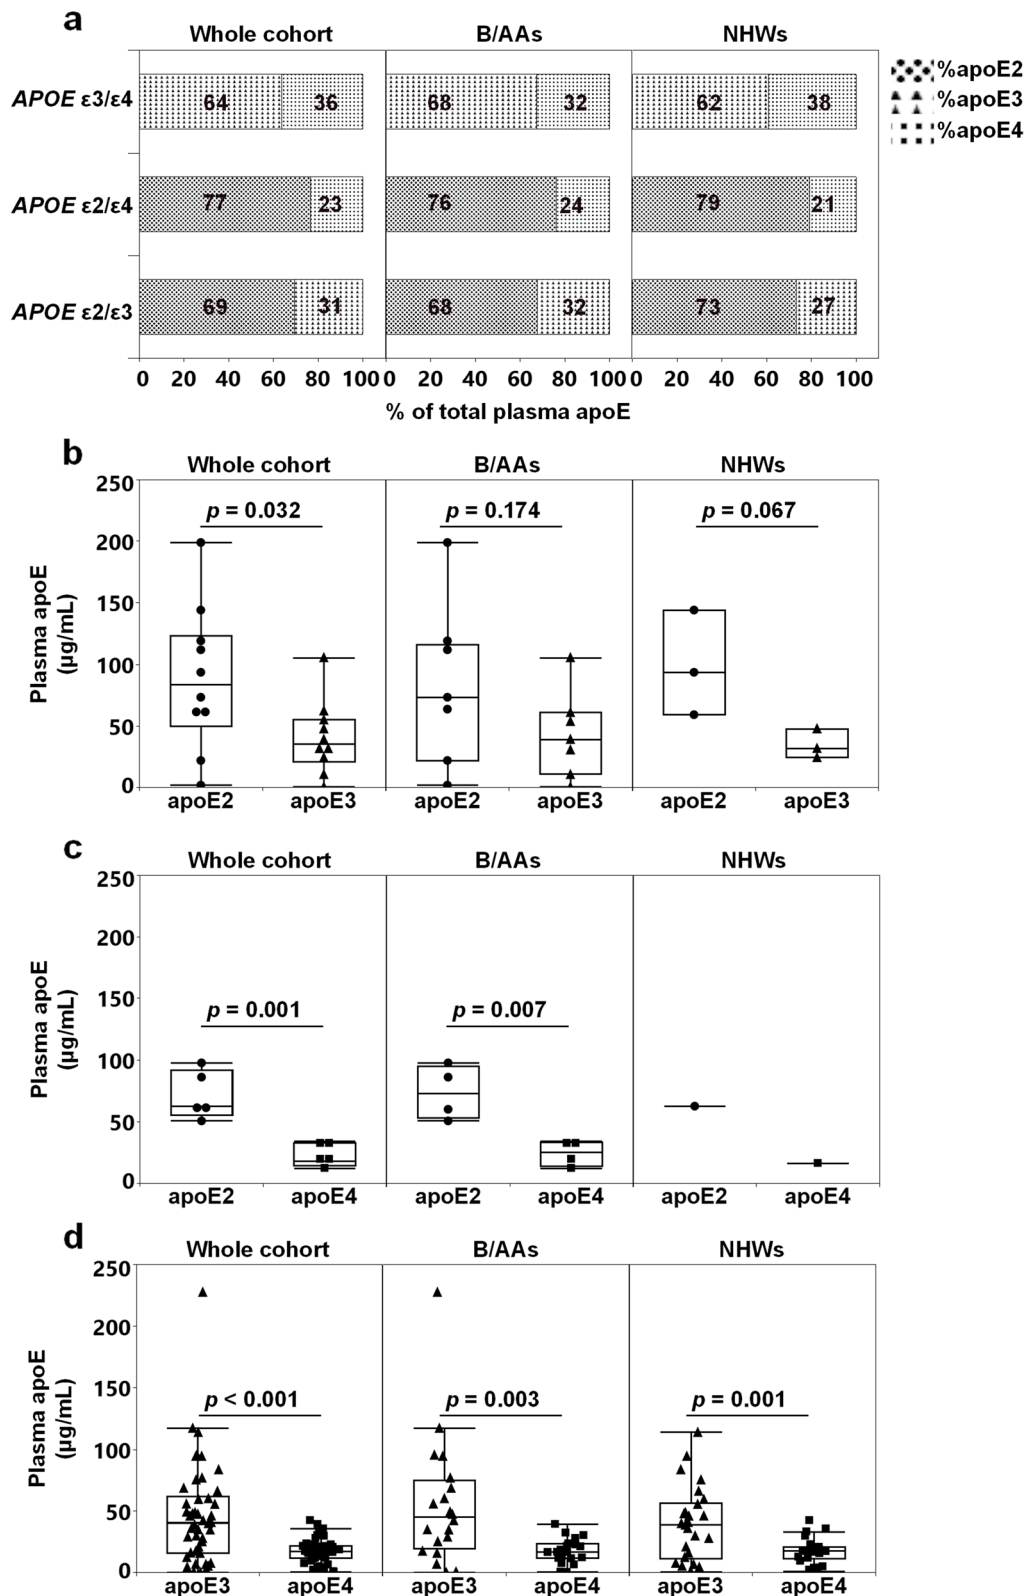 a
Whole cohort B/AAs NHWs
%apoE2
%apoE3
%apoE4
APOE ε3/ε4 64 36 68 32 62 38
APOE ε2/ε4 77 23 76 24 79 21
APOE ε2/ε3 69 31 68 32 73 27
0 20 40 60 80 100 0 20 40 60 80 100 0 20 40 60 80 100
% of total plasma apoE
b
Whole cohort B/AAs NHWs
Plasma apoE
(μg/mL)
250
200
150
100
50
0
p = 0.032 p = 0.174 p = 0.067
apoE2 apoE3 apoE2 apoE3 apoE2 apoE3
c
Whole cohort B/AAs NHWs
Plasma apoE
(μg/mL)
250
200
150
100
50
0
p = 0.001 p = 0.007
apoE2 apoE4 apoE2 apoE4 apoE2 apoE4
d
Whole cohort B/AAs NHWs
Plasma apoE
(μg/mL)
250
200
150
100
50
0
p < 0.001 p = 0.003 p = 0.001
apoE3 apoE4 apoE3 apoE4 apoE3 apoE4